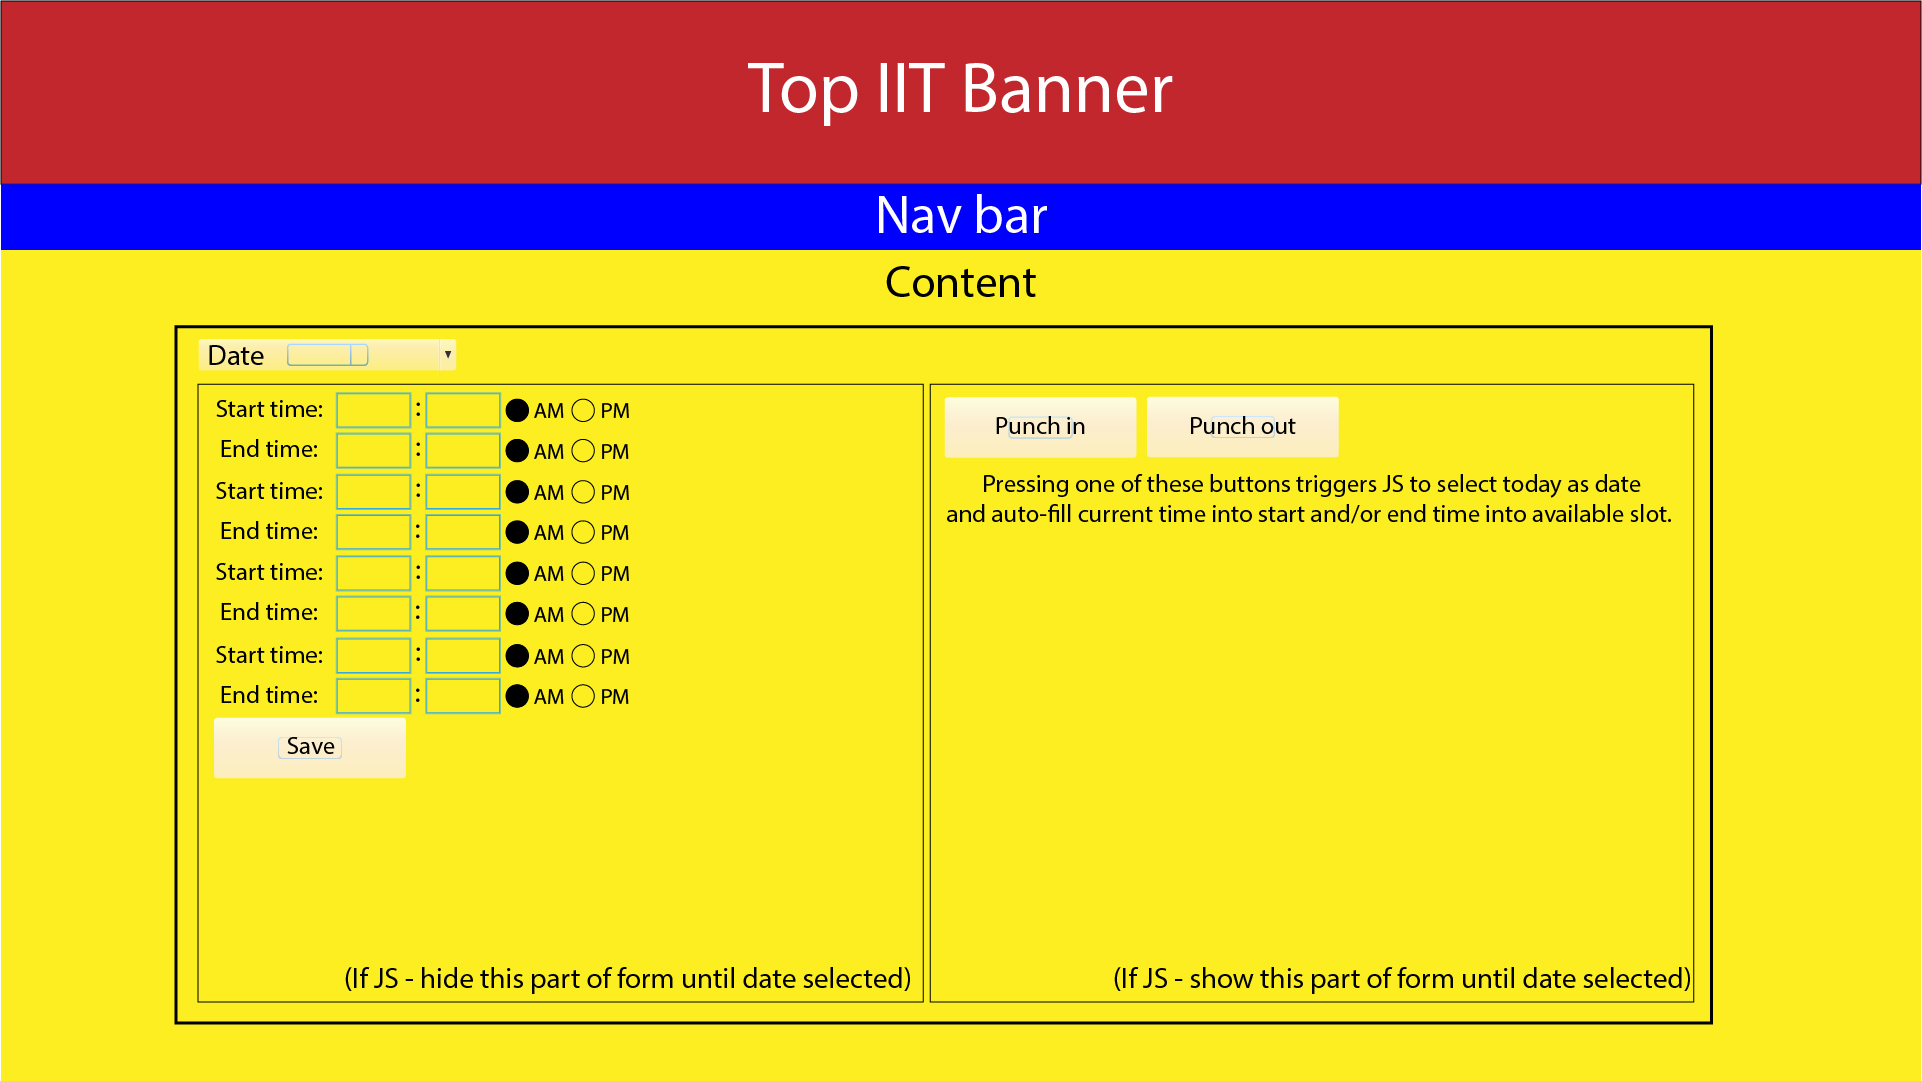 Top IIT Banner
Nav bar
Content
Date
Start time: : AM PM
End time: : AM PM
Start time: : AM PM
End time: : AM PM
Start time: : AM PM
End time: : AM PM
Start time: : AM PM
End time: : AM PM
Save
(If JS - hide this part of form until date selected)
Punch in Punch out
Pressing one of these buttons triggers JS to select today as date
and auto-fill current time into start and/or end time into available slot.
(If JS - show this part of form until date selected)